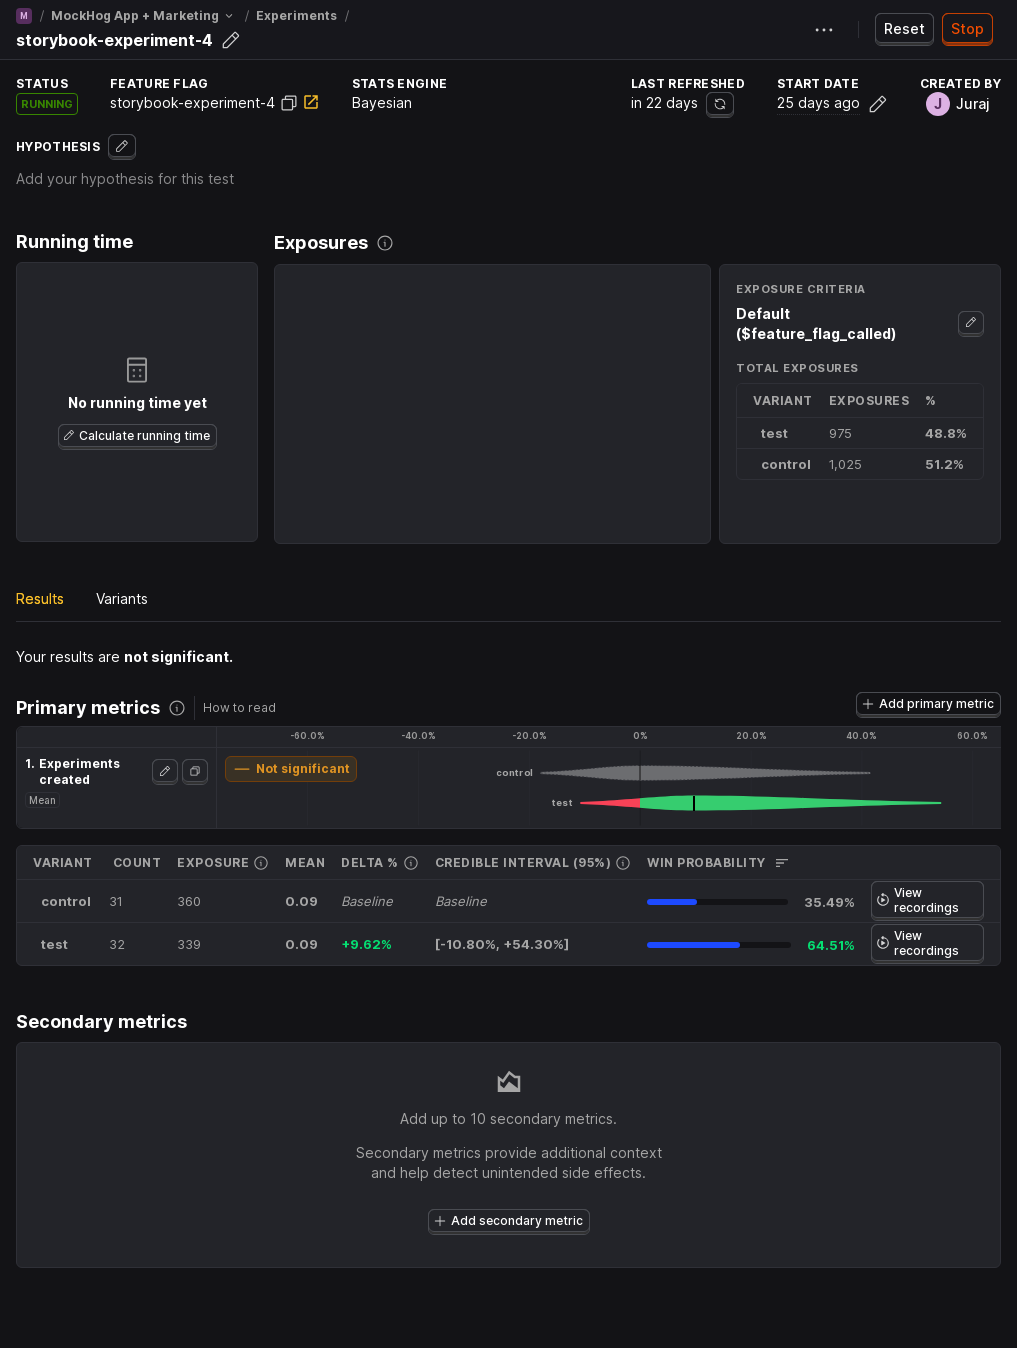 M / MockHog App + Marketing / Experiments /
storybook-experiment-4
Reset
Stop
STATUS
RUNNING
FEATURE FLAG
storybook-experiment-4
STATS ENGINE
Bayesian
LAST REFRESHED
in 22 days
START DATE
25 days ago
CREATED BY
J Juraj
HYPOTHESIS
Add your hypothesis for this test
Running time
No running time yet
Calculate running time
Exposures
EXPOSURE CRITERIA
Default
($feature_flag_called)
TOTAL EXPOSURES
VARIANT EXPOSURES %
test 975 48.8%
control 1,025 51.2%
Results Variants
Your results are not significant.
Primary metrics How to read
Add primary metric
-60.0% -40.0% -20.0% 0% 20.0% 40.0% 60.0%
1. Experiments
created
Mean
Not significant
control
test
VARIANT COUNT EXPOSURE MEAN DELTA % CREDIBLE INTERVAL (95%) WIN PROBABILITY
control 31 360 0.09 Baseline Baseline 35.49% View
recordings
test 32 339 0.09 +9.62% [-10.80%, +54.30%] 64.51% View
recordings
Secondary metrics
Add up to 10 secondary metrics.
Secondary metrics provide additional context
and help detect unintended side effects.
Add secondary metric